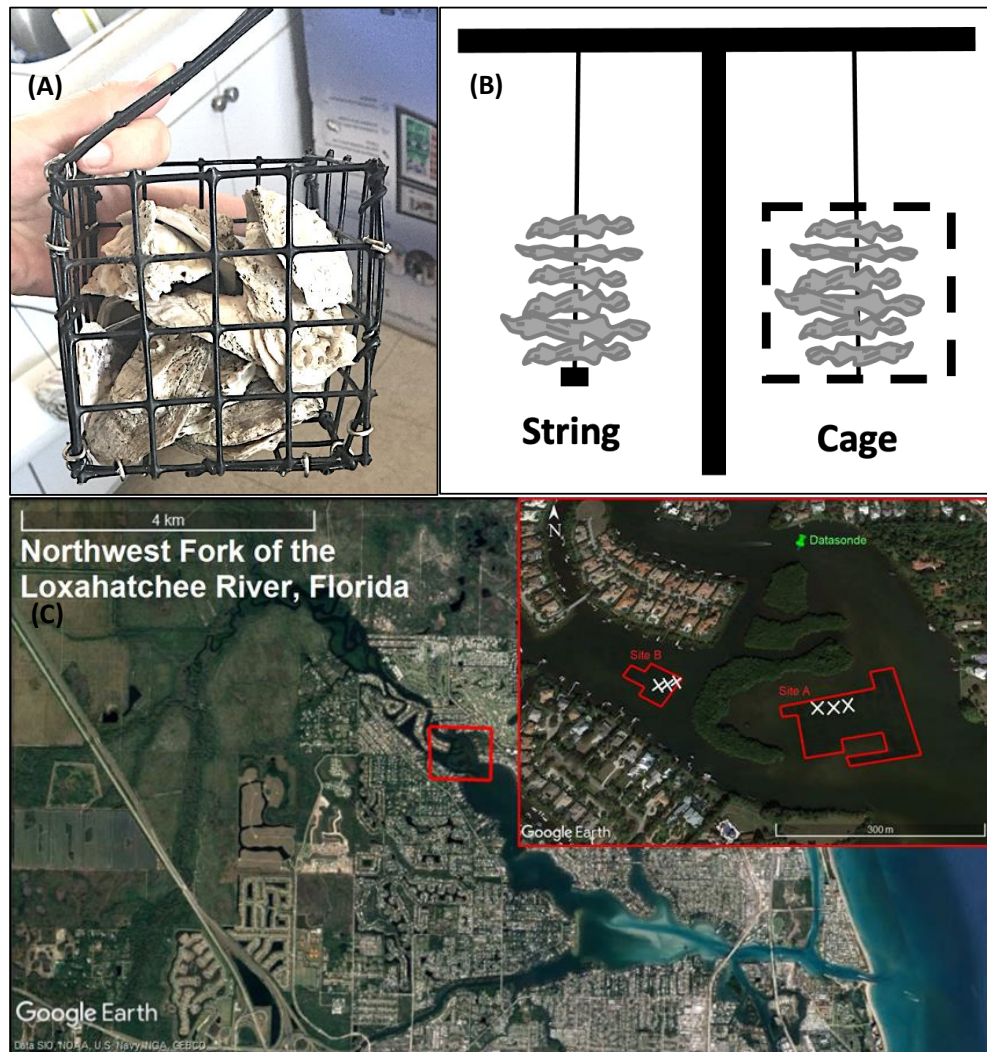 (A)
(B)
String
Cage
4 km
Northwest Fork of the
Loxahatchee River, Florida
(C)
N
Datasonde
Site B
Site A
Google Earth
300 m
Google Earth
Data SIO, NOAA, U.S. Navy, NGA, GEBCO